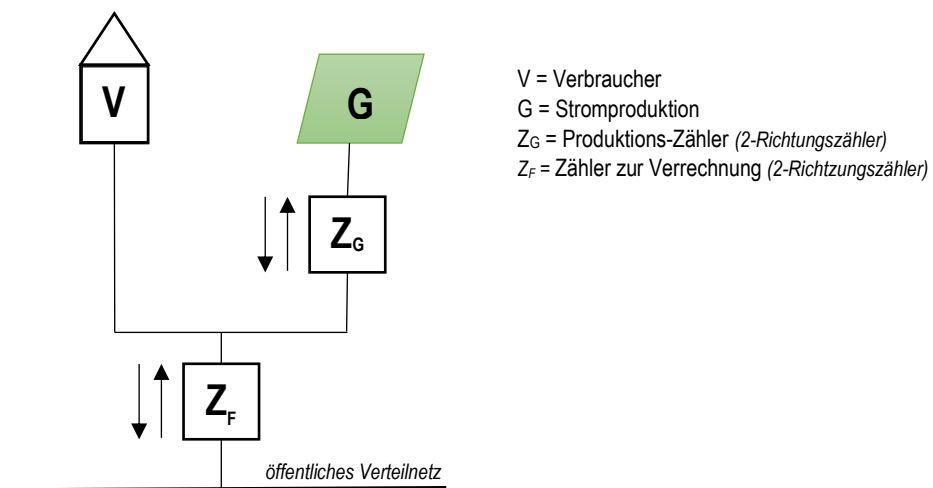 V
G
V = Verbraucher
G = Stromproduktion
ZG = Produktions-Zähler (2-Richtungszähler)
ZF = Zähler zur Verrechnung (2-Richtzungszähler)
ZG
ZF
öffentliches Verteilnetz